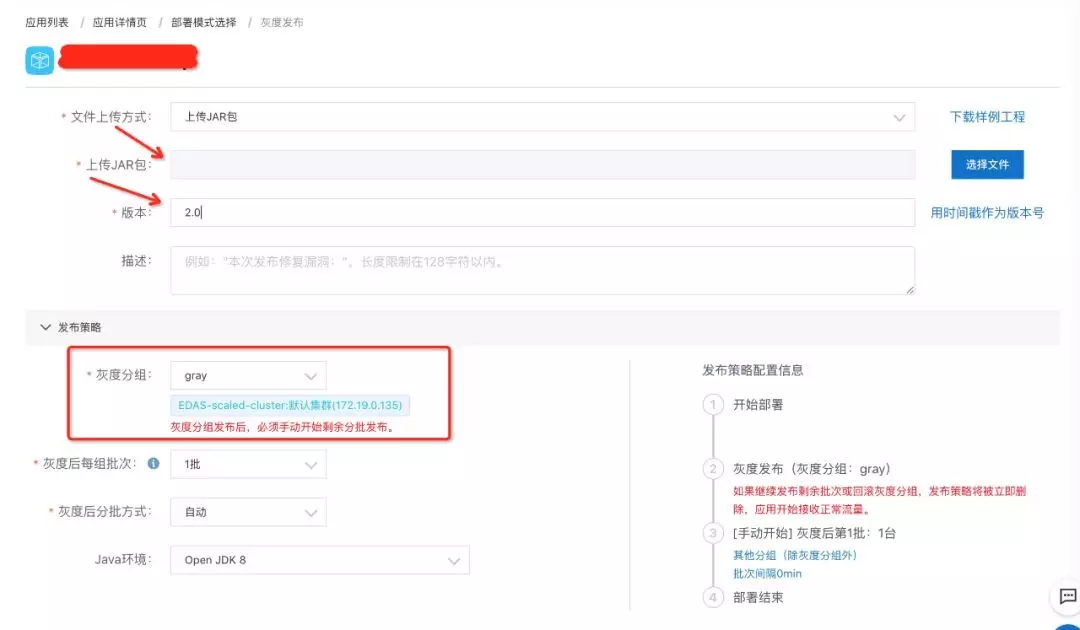 应用列表 / 应用详情页 / 部署模式选择 / 灰度发布
* 文件上传方式: 上传JAR包 下载样例工程
* 上传JAR包: 选择文件
* 版本: 2.0 用时间戳作为版本号
描述: 例如:"本次发布修复漏洞:"。长度限制在128字符以内。
发布策略
* 灰度分组: gray
EDAS-scaled-cluster:默认集群(172.19.0.135)
灰度分组发布后，必须手动开始剩余分批发布。
* 灰度后每组批次: 1批
* 灰度后分批方式: 自动
Java环境: Open JDK 8
发布策略配置信息
1 开始部署
2 灰度发布（灰度分组：gray）
如果继续发布剩余批次或回滚灰度分组，发布策略将被立即删
除，应用开始接收正常流量。
3 [手动开始] 灰度后第1批：1台
其他分组（除灰度分组外）
批次间隔0min
4 部署结束